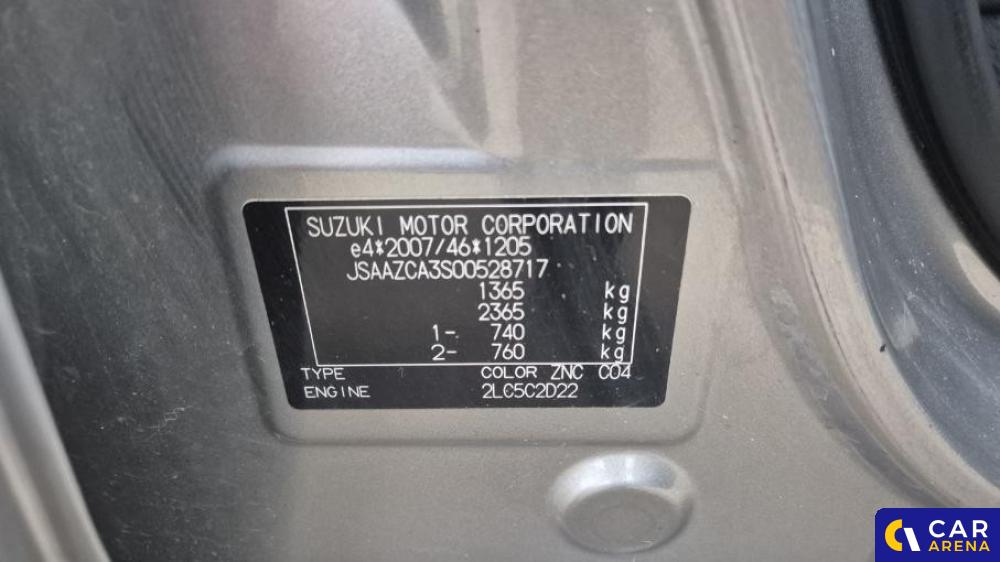 SUZUKI MOTOR CORPORATION
e4*2007/46*1205
JSAAZCA3S00528717
1365 kg
2365 kg
1- 740 kg
2- 760 kg
TYPE COLOR ZNC C04
ENGINE 2LC5C2D22
CAR
ARENA